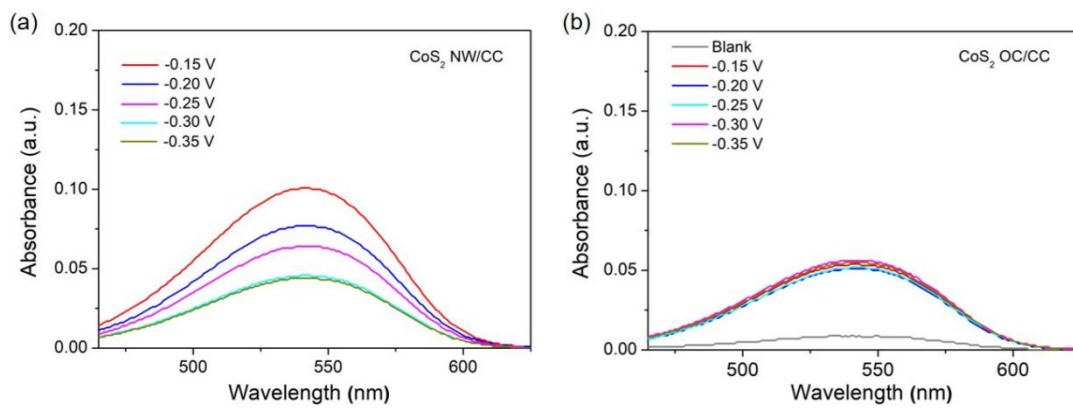 (a)
0.20
0.15
0.10
0.05
0.00
Absorbance (a.u.)
-0.15 V
-0.20 V
-0.25 V
-0.30 V
-0.35 V
CoS₂ NW/CC
500
550
600
Wavelength (nm)
(b)
0.20
0.15
0.10
0.05
0.00
Absorbance (a.u.)
Blank
-0.15 V
-0.20 V
-0.25 V
-0.30 V
-0.35 V
CoS₂ OC/CC
500
550
600
Wavelength (nm)